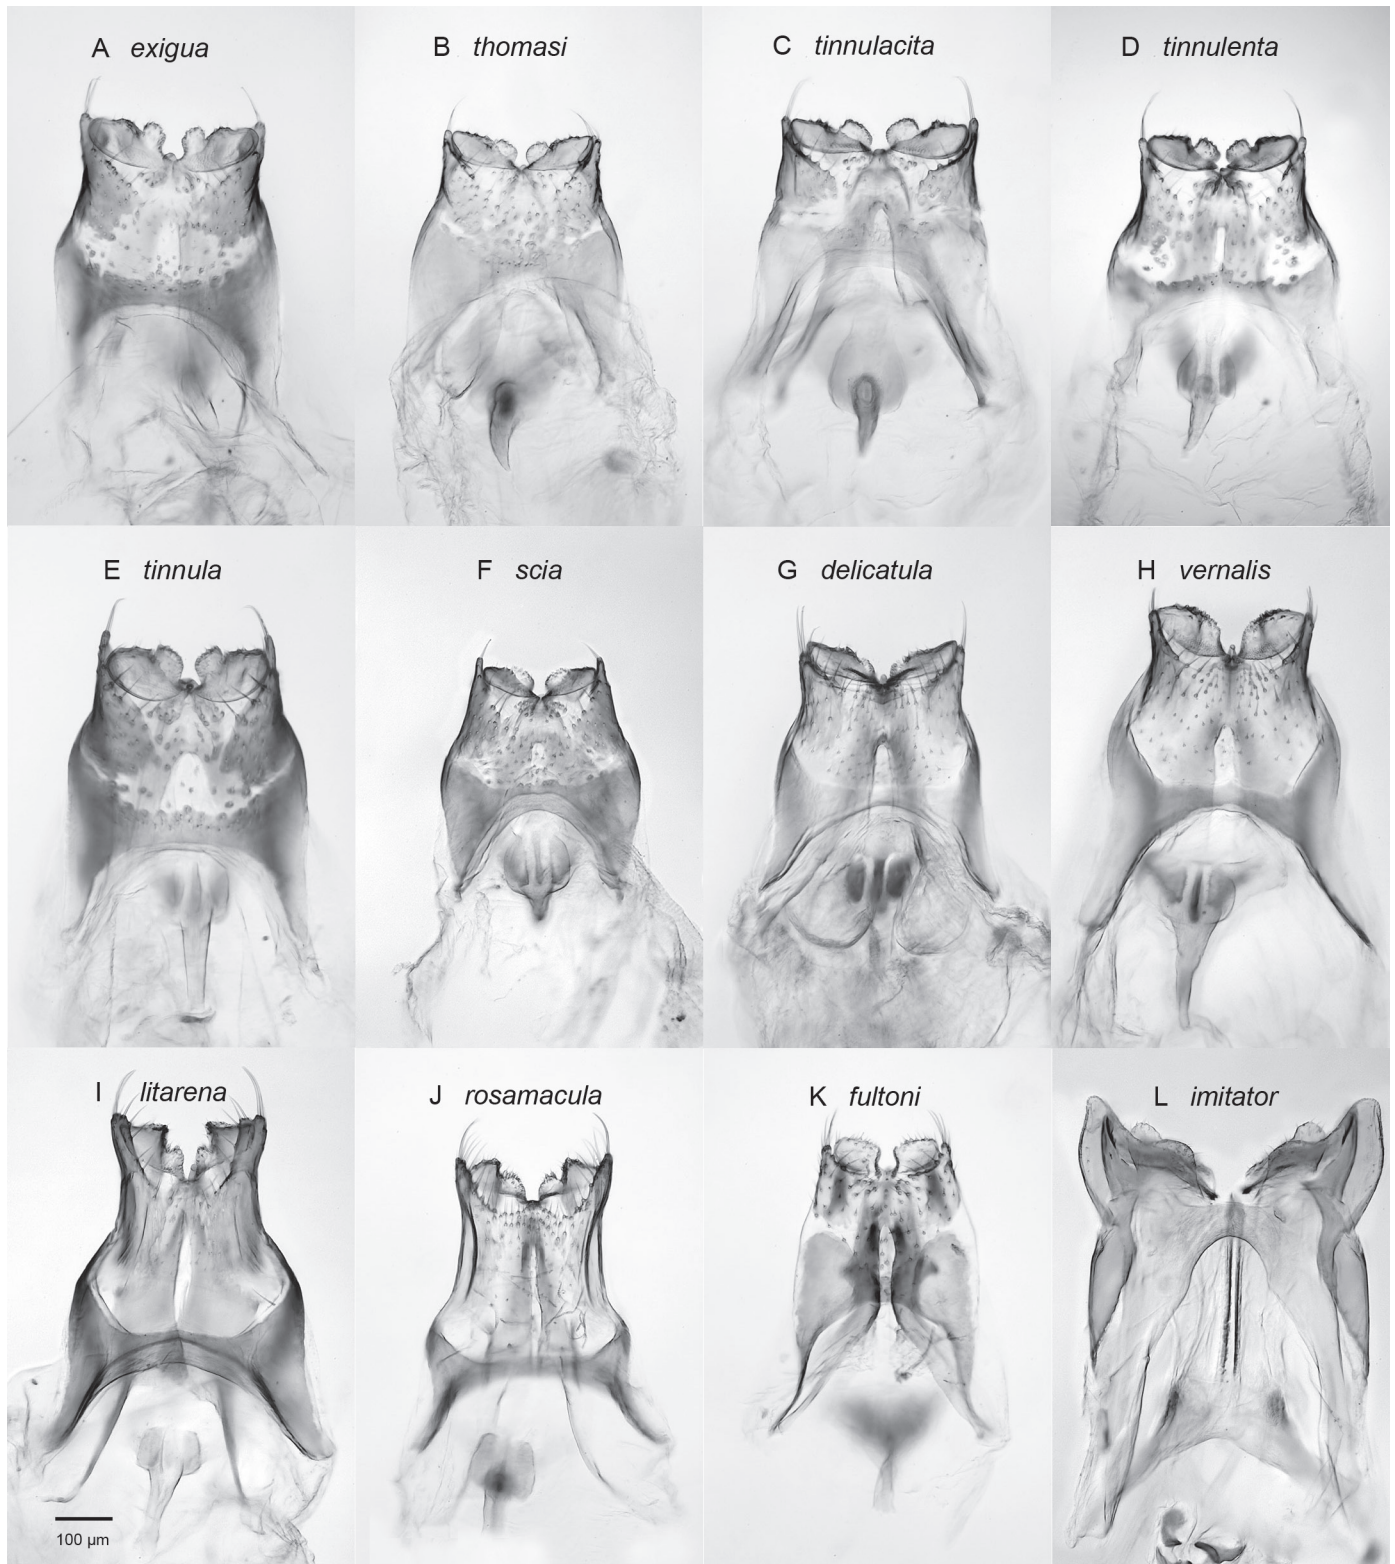 A exigua
B thomasi
C tinnulacita
D tinnulenta
E tinnula
F scia
G delicatula
H vernalis
I litarena
J rosamacula
K fultoni
L imitator
100 µm